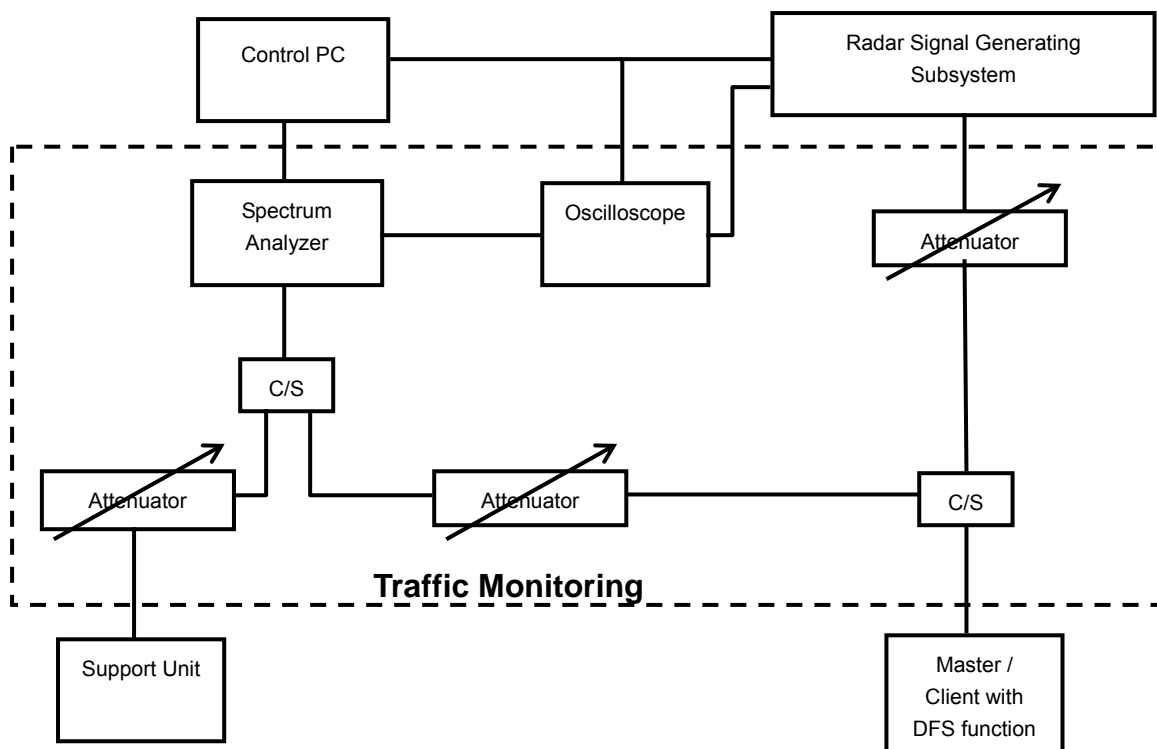 Control PC
Radar Signal Generating
Subsystem
Spectrum
Analyzer
Oscilloscope
Attenuator
C/S
Attenuator
Attenuator
C/S
Traffic Monitoring
Support Unit
Master /
Client with
DFS function